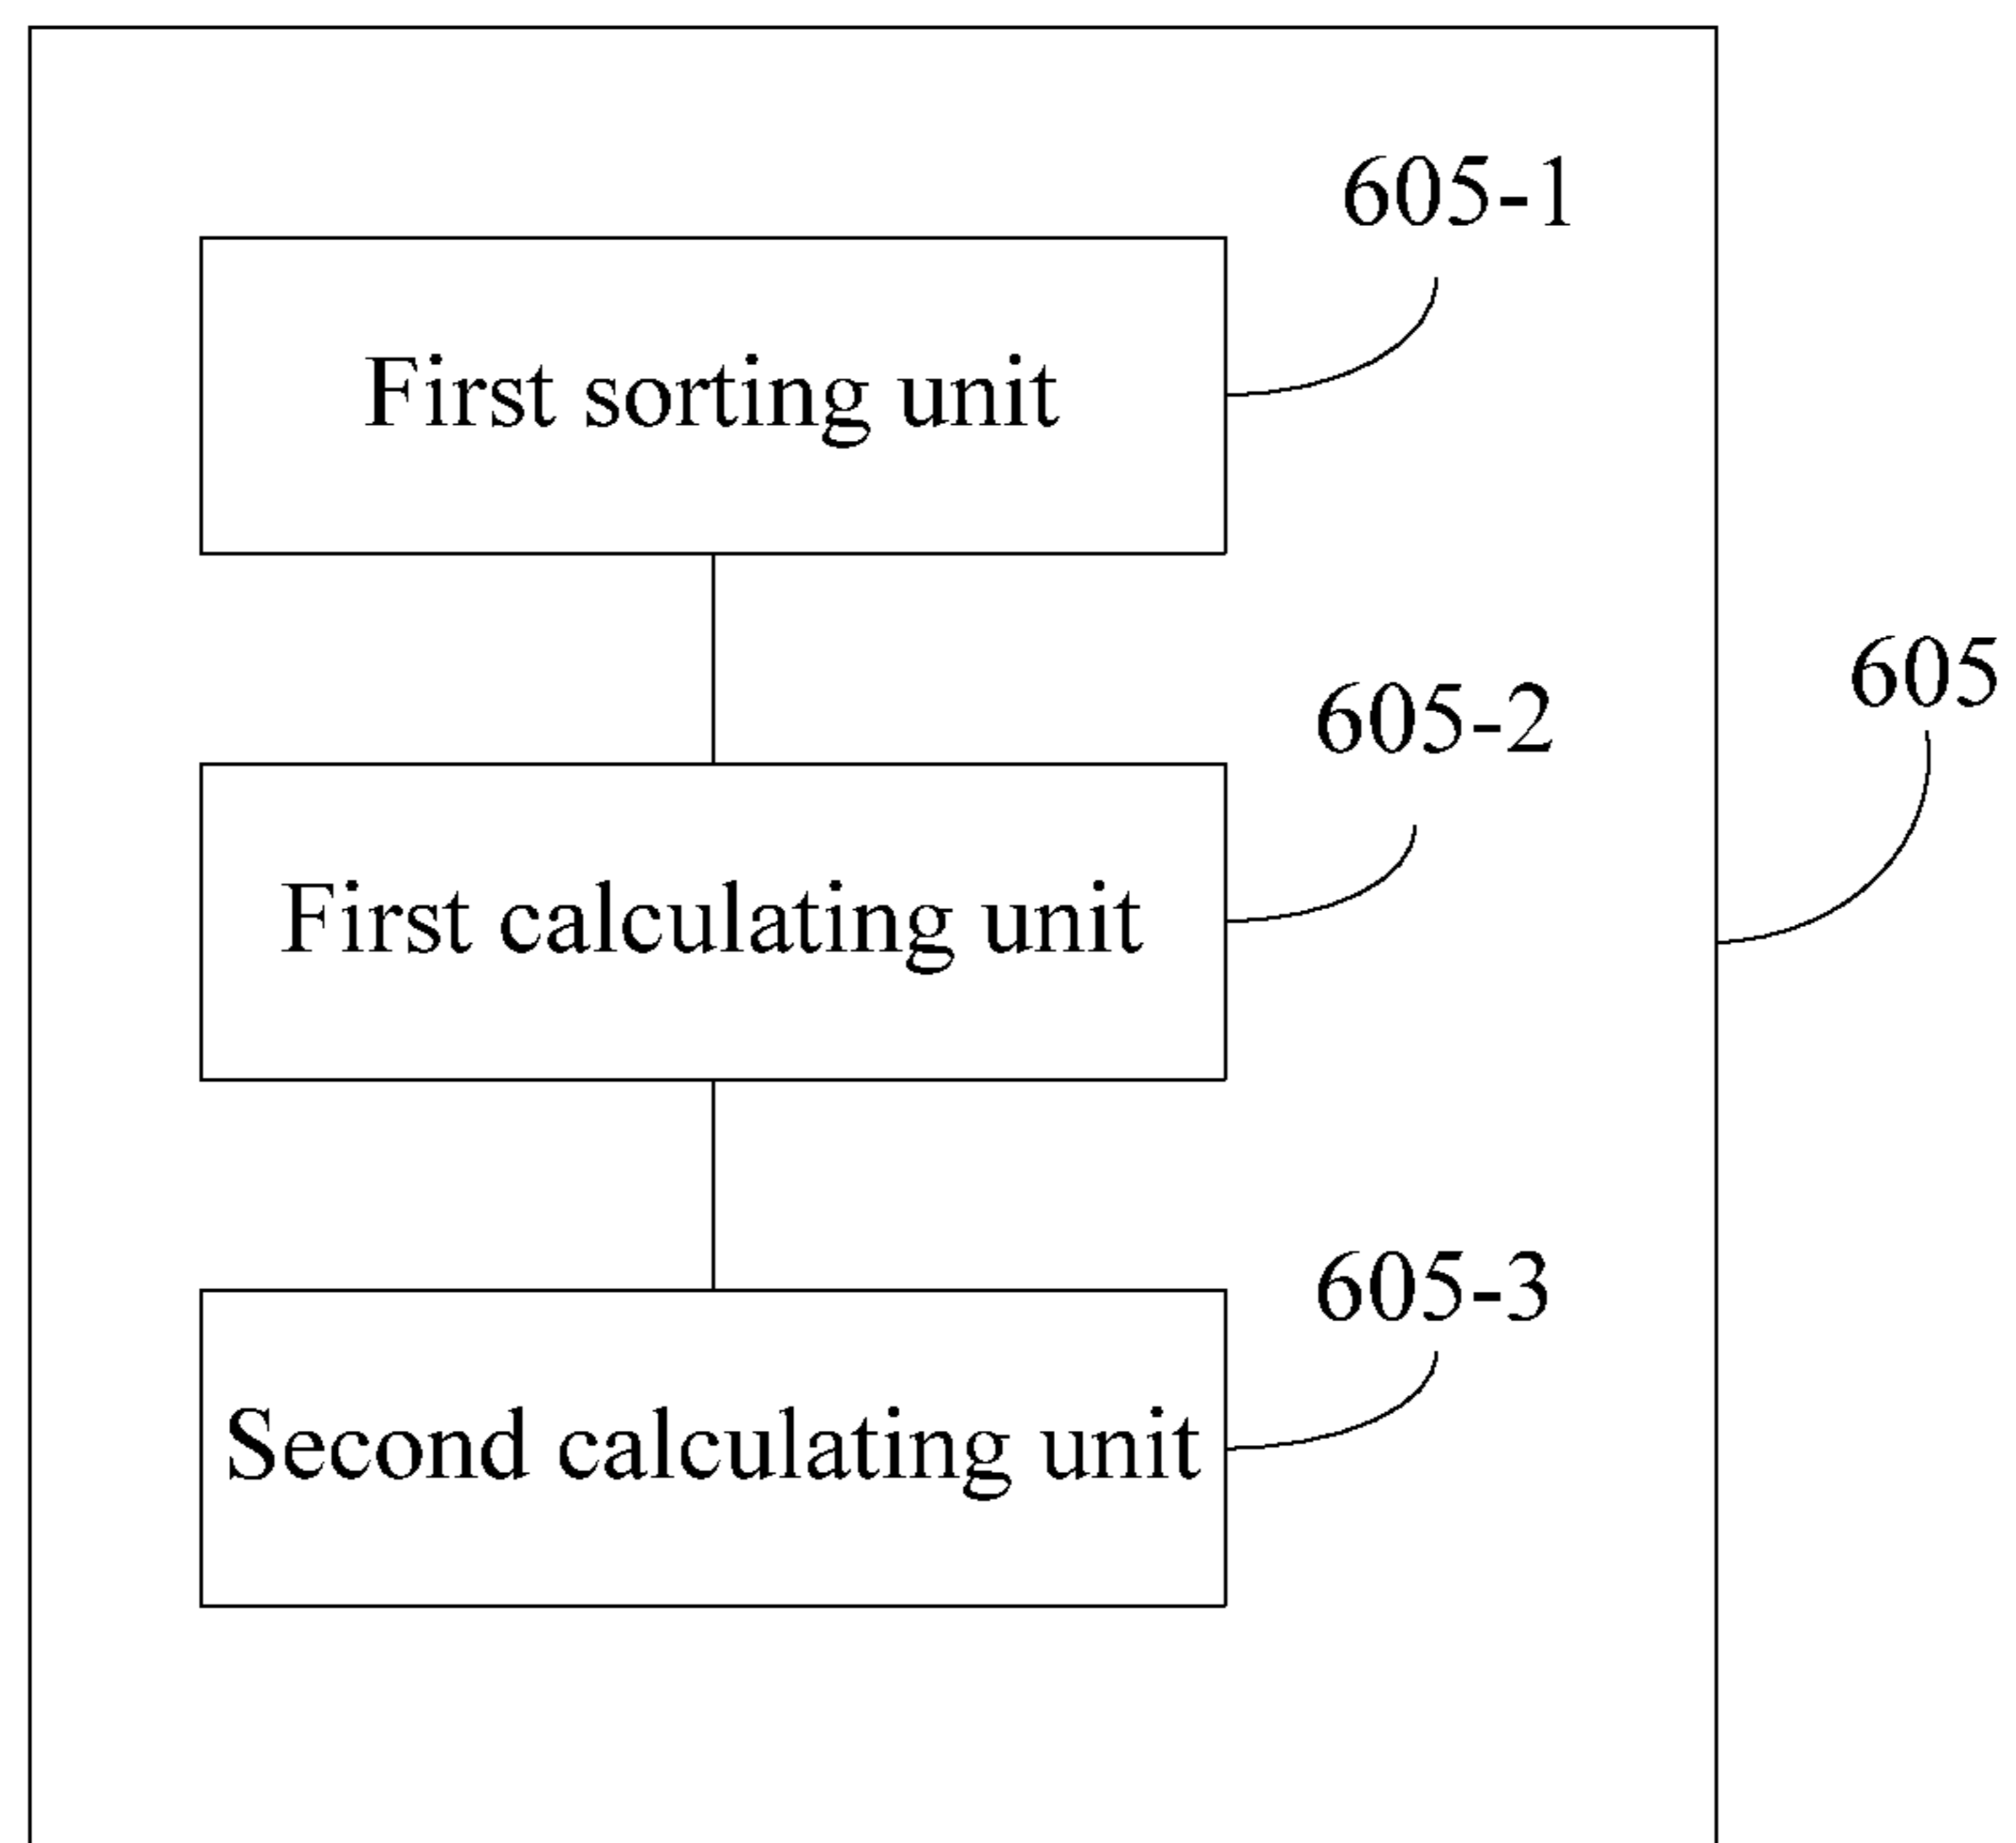 605-1
First sorting unit
605
605-2
First calculating unit
605-3
Second calculating unit